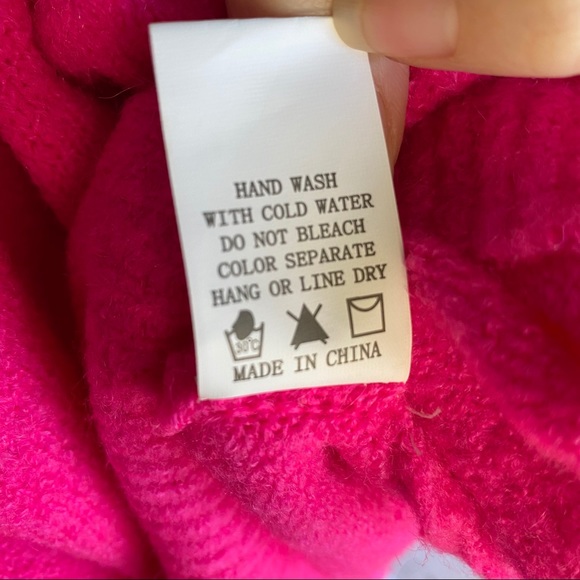 HAND WASH
WITH COLD WATER
DO NOT BLEACH
COLOR SEPARATE
HANG OR LINE DRY
30°C
MADE IN CHINA